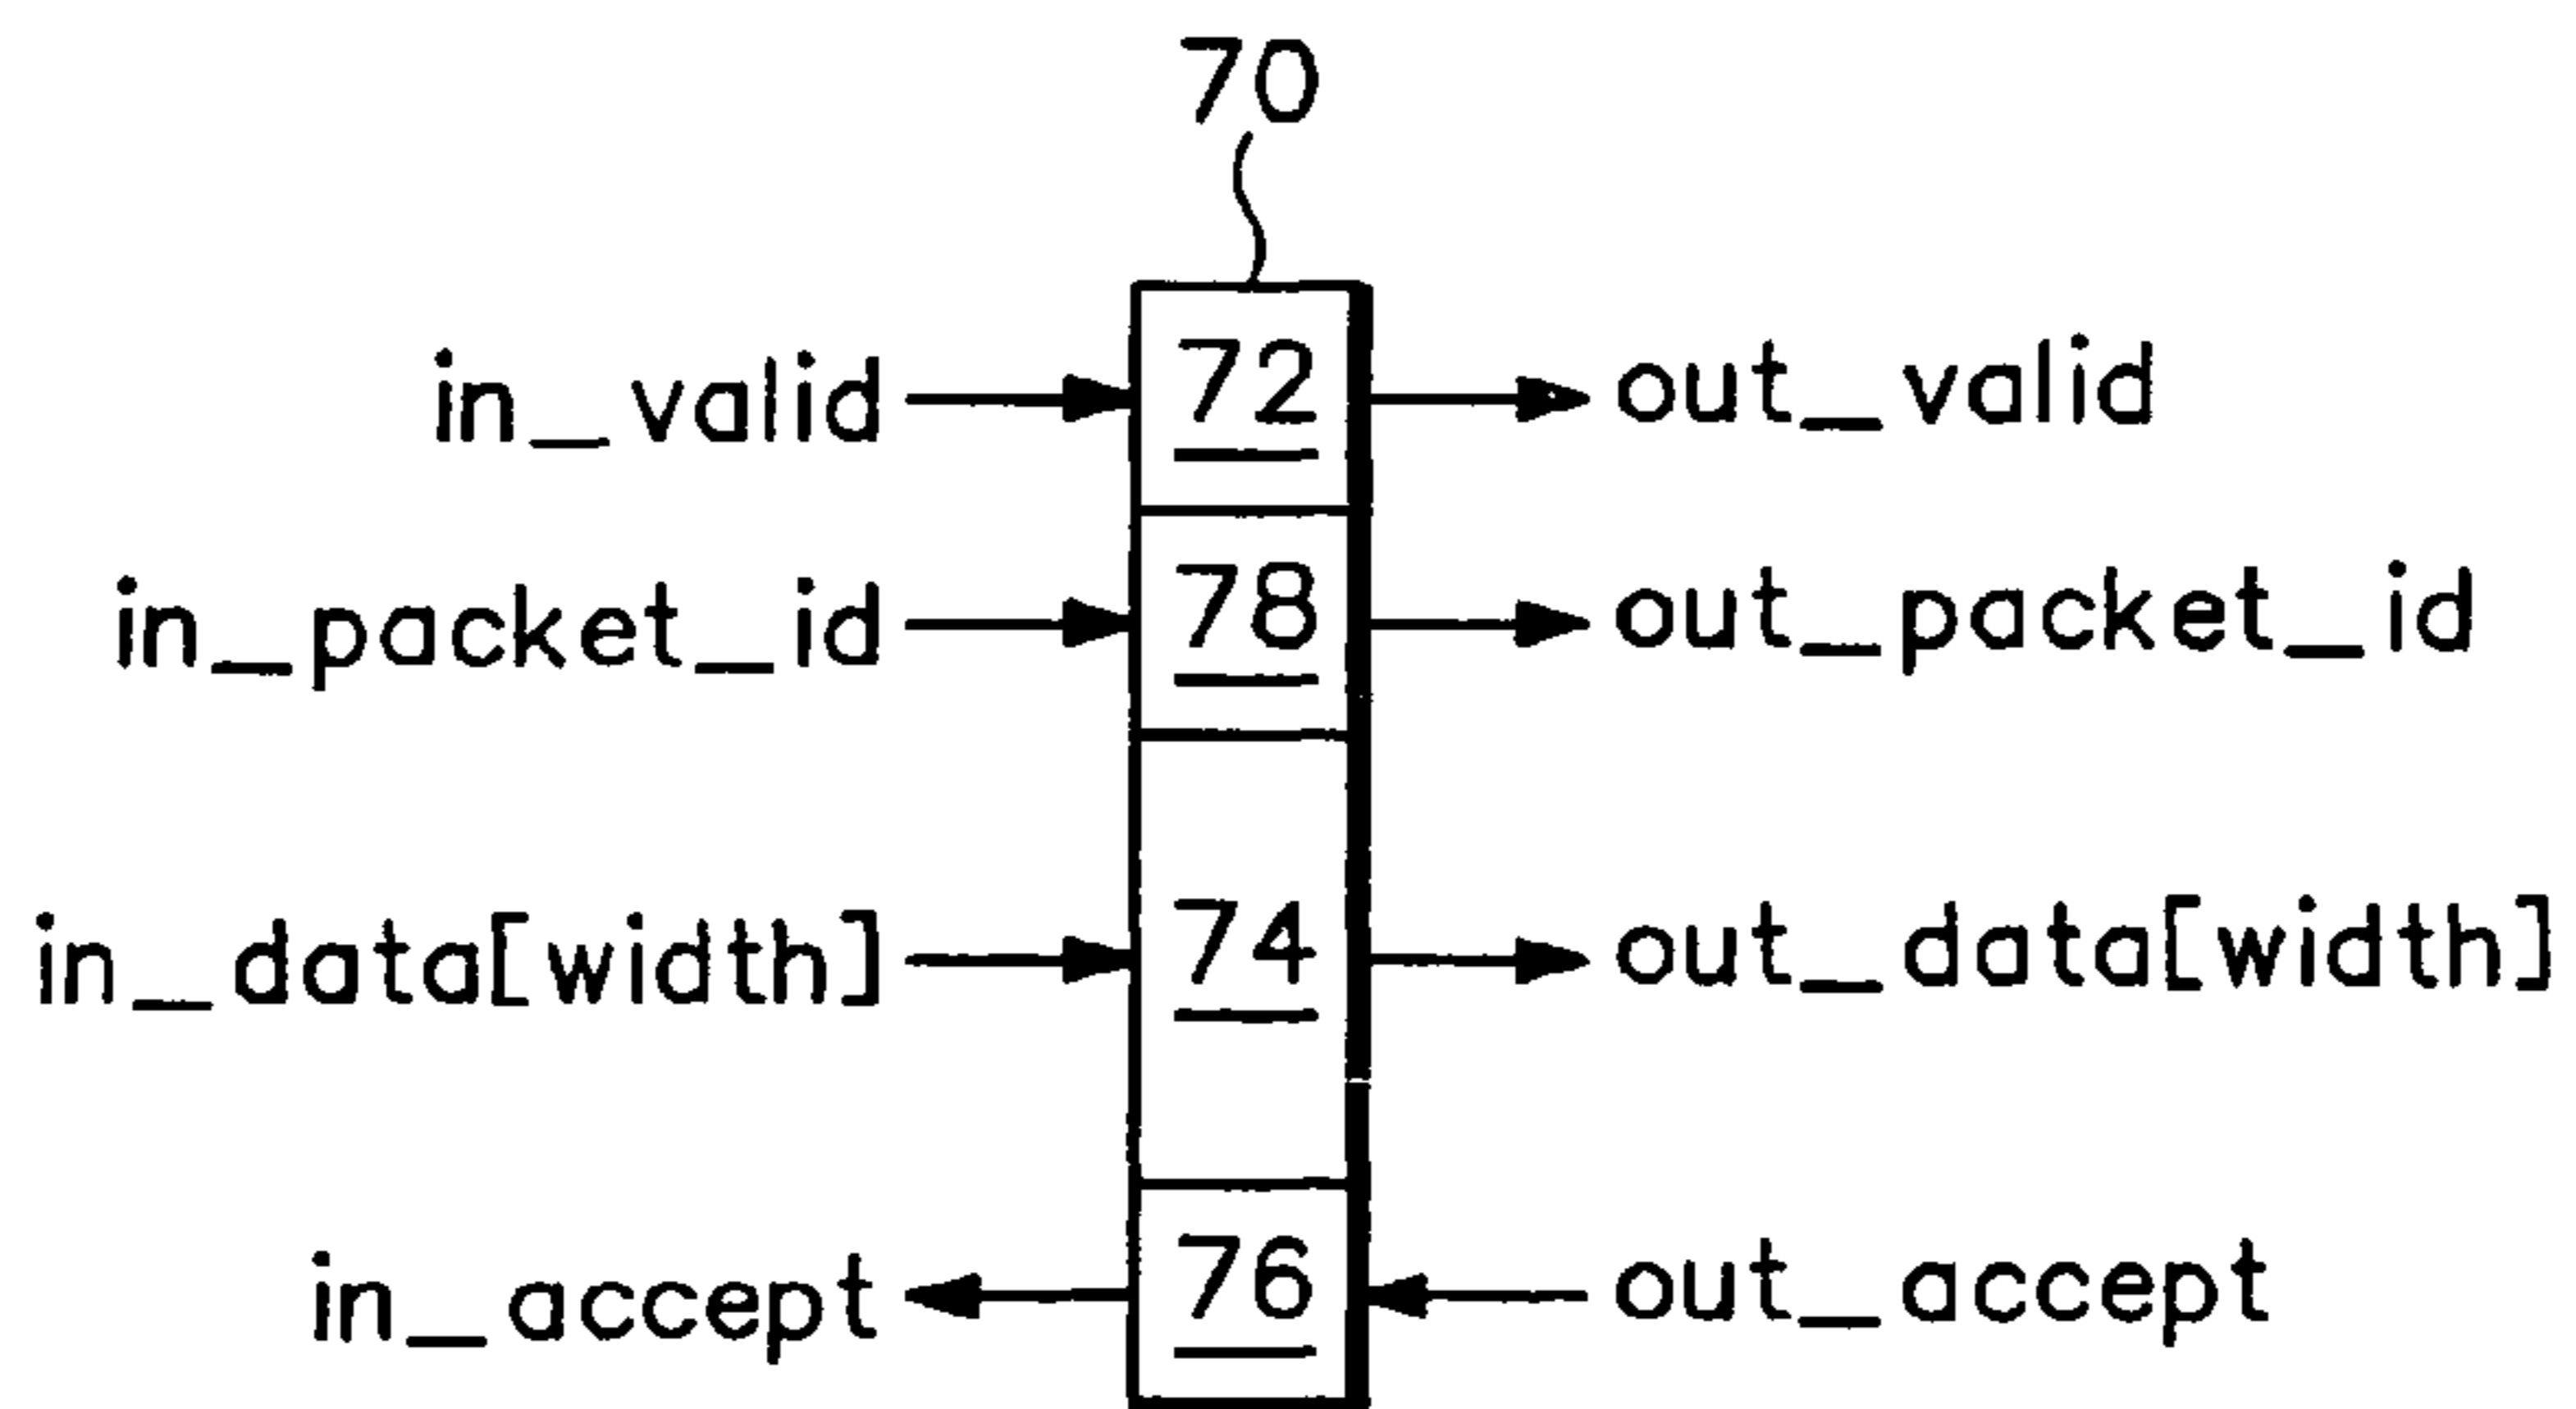 70
in_valid 72 out_valid
in_packet_id 78 out_packet_id
in_data[width] 74 out_data[width]
in_accept 76 out_accept